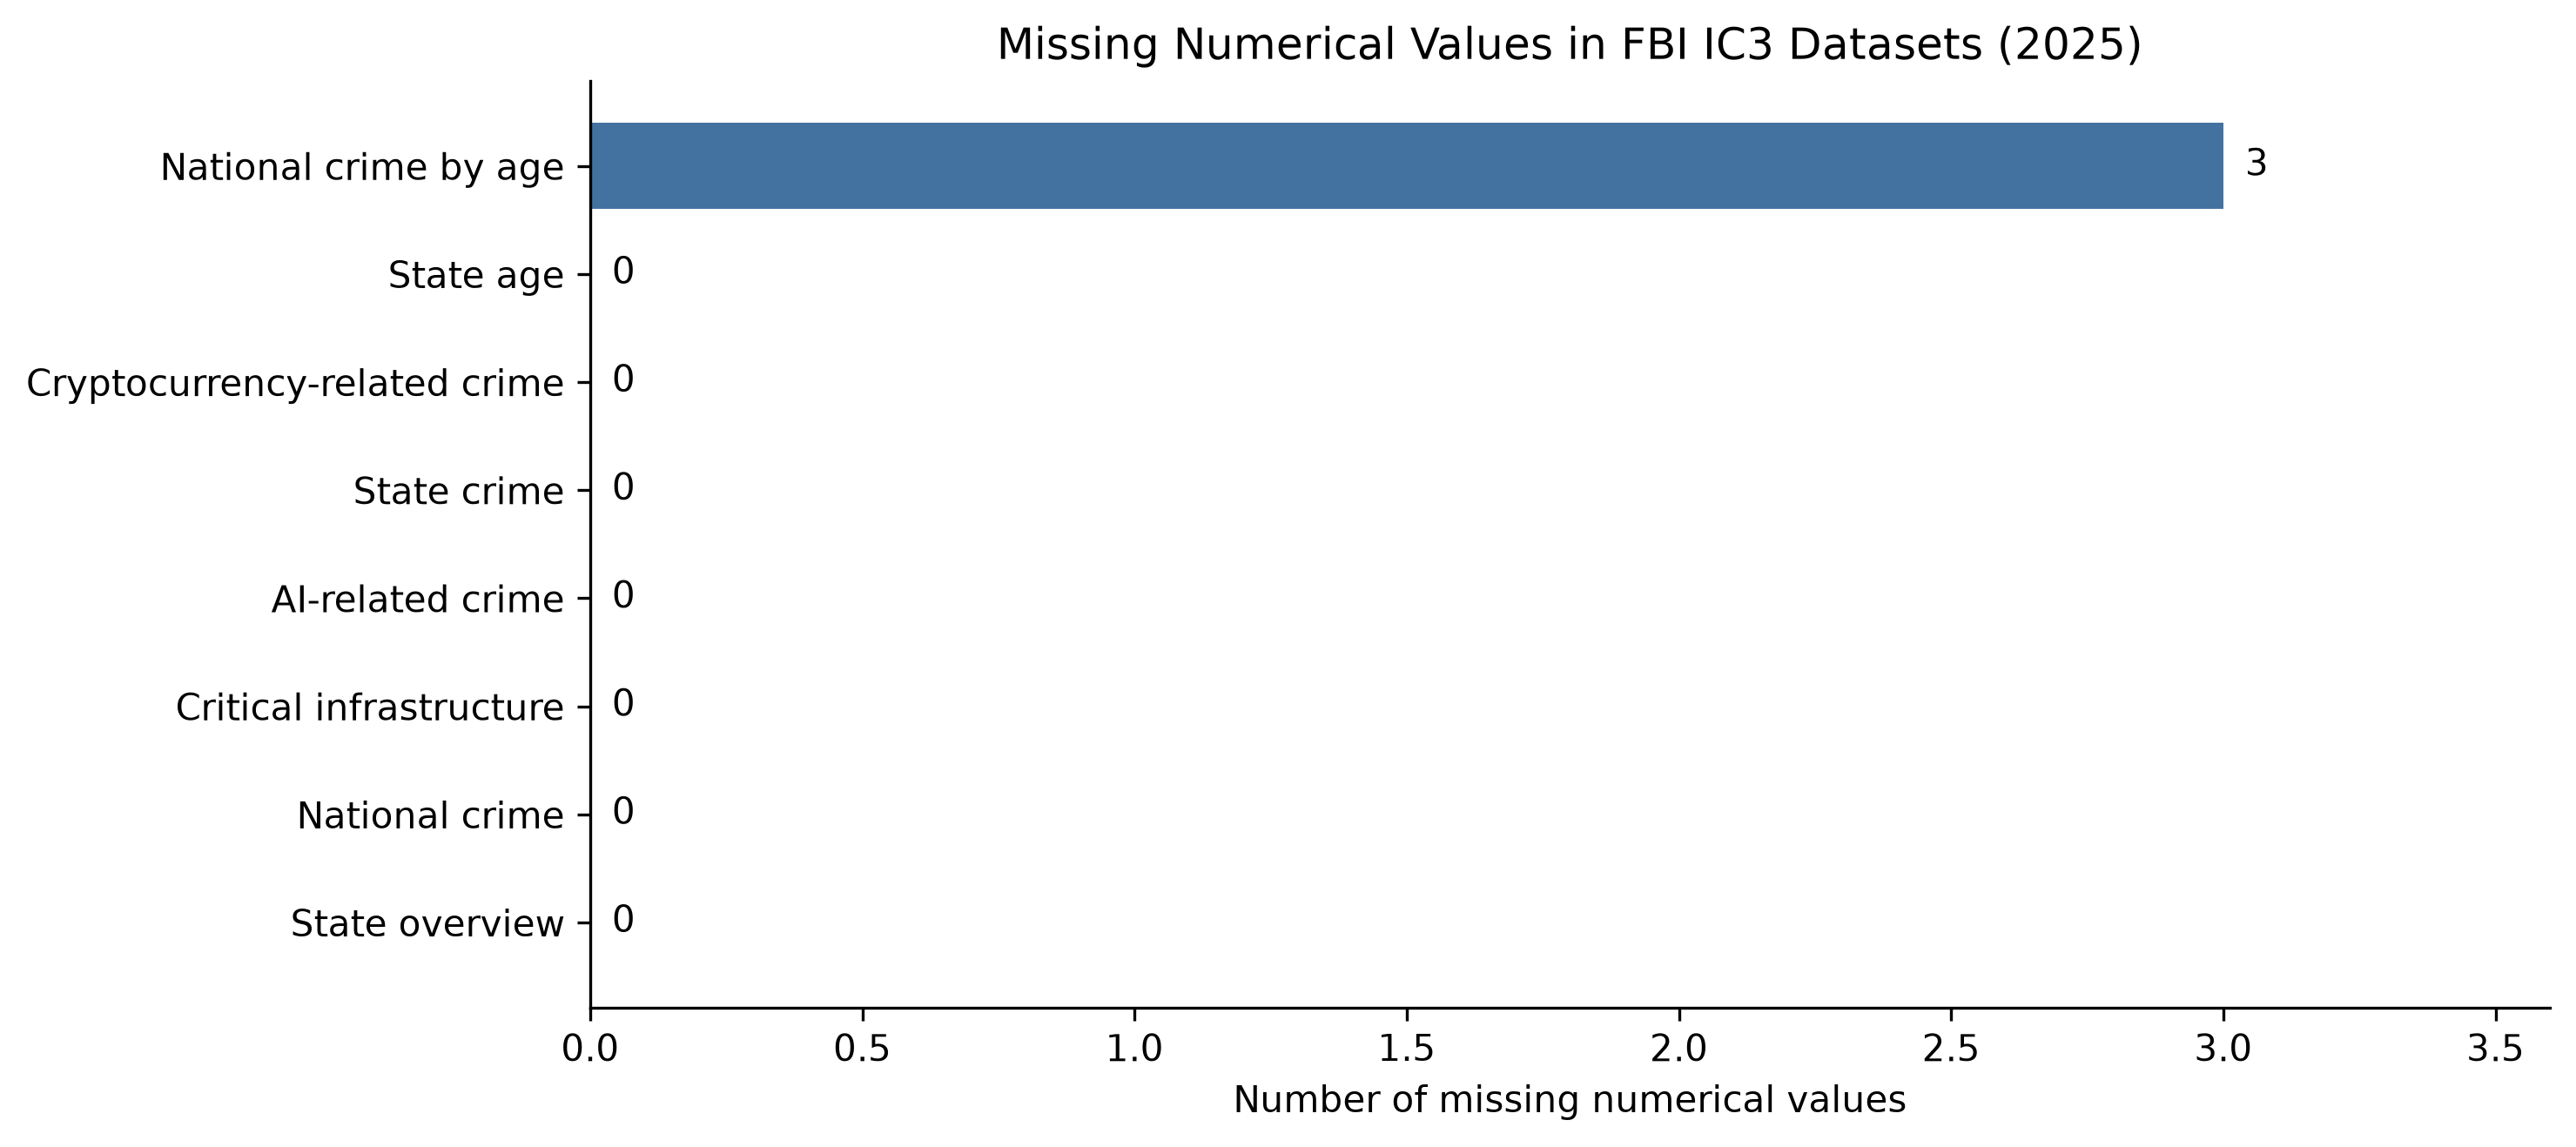 Missing Numerical Values in FBI IC3 Datasets (2025)
National crime by age 3
State age 0
Cryptocurrency-related crime 0
State crime 0
AI-related crime 0
Critical infrastructure 0
National crime 0
State overview 0
0.0 0.5 1.0 1.5 2.0 2.5 3.0 3.5
Number of missing numerical values